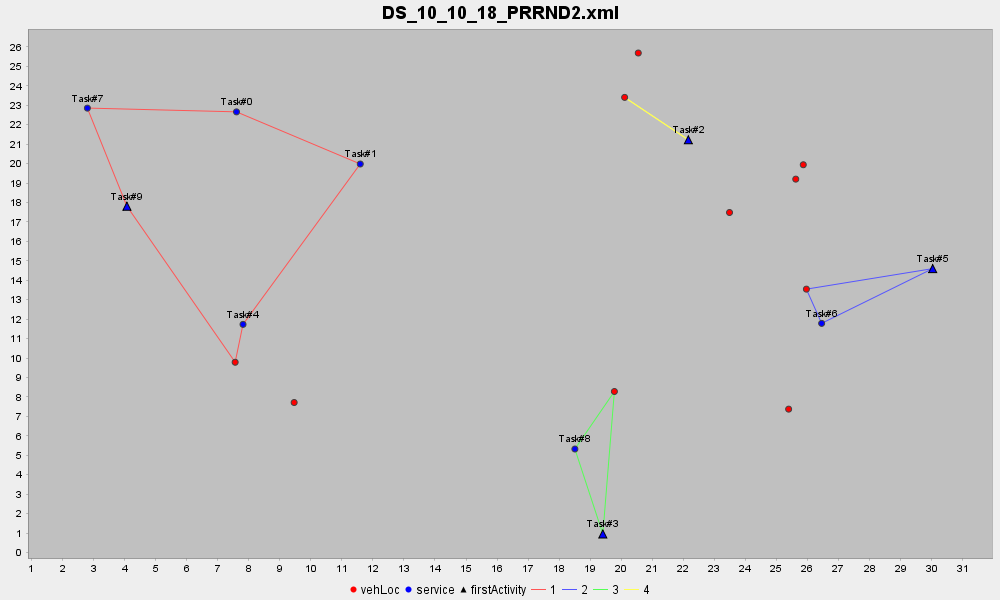 DS_10_10_18_PRRND2.xml
26
25
24
23
22
21
20
19
18
17
16
15
14
13
12
11
10
9
8
7
6
5
4
3
2
1
0
Task#7
Task#0
Task#2
Task#1
Task#9
Task#5
Task#4
Task#6
Task#8
Task#3
1 2 3 4 5 6 7 8 9 10 11 12 13 14 15 16 17 18 19 20 21 22 23 24 25 26 27 28 29 30 31
vehLoc service firstActivity 1 2 3 4